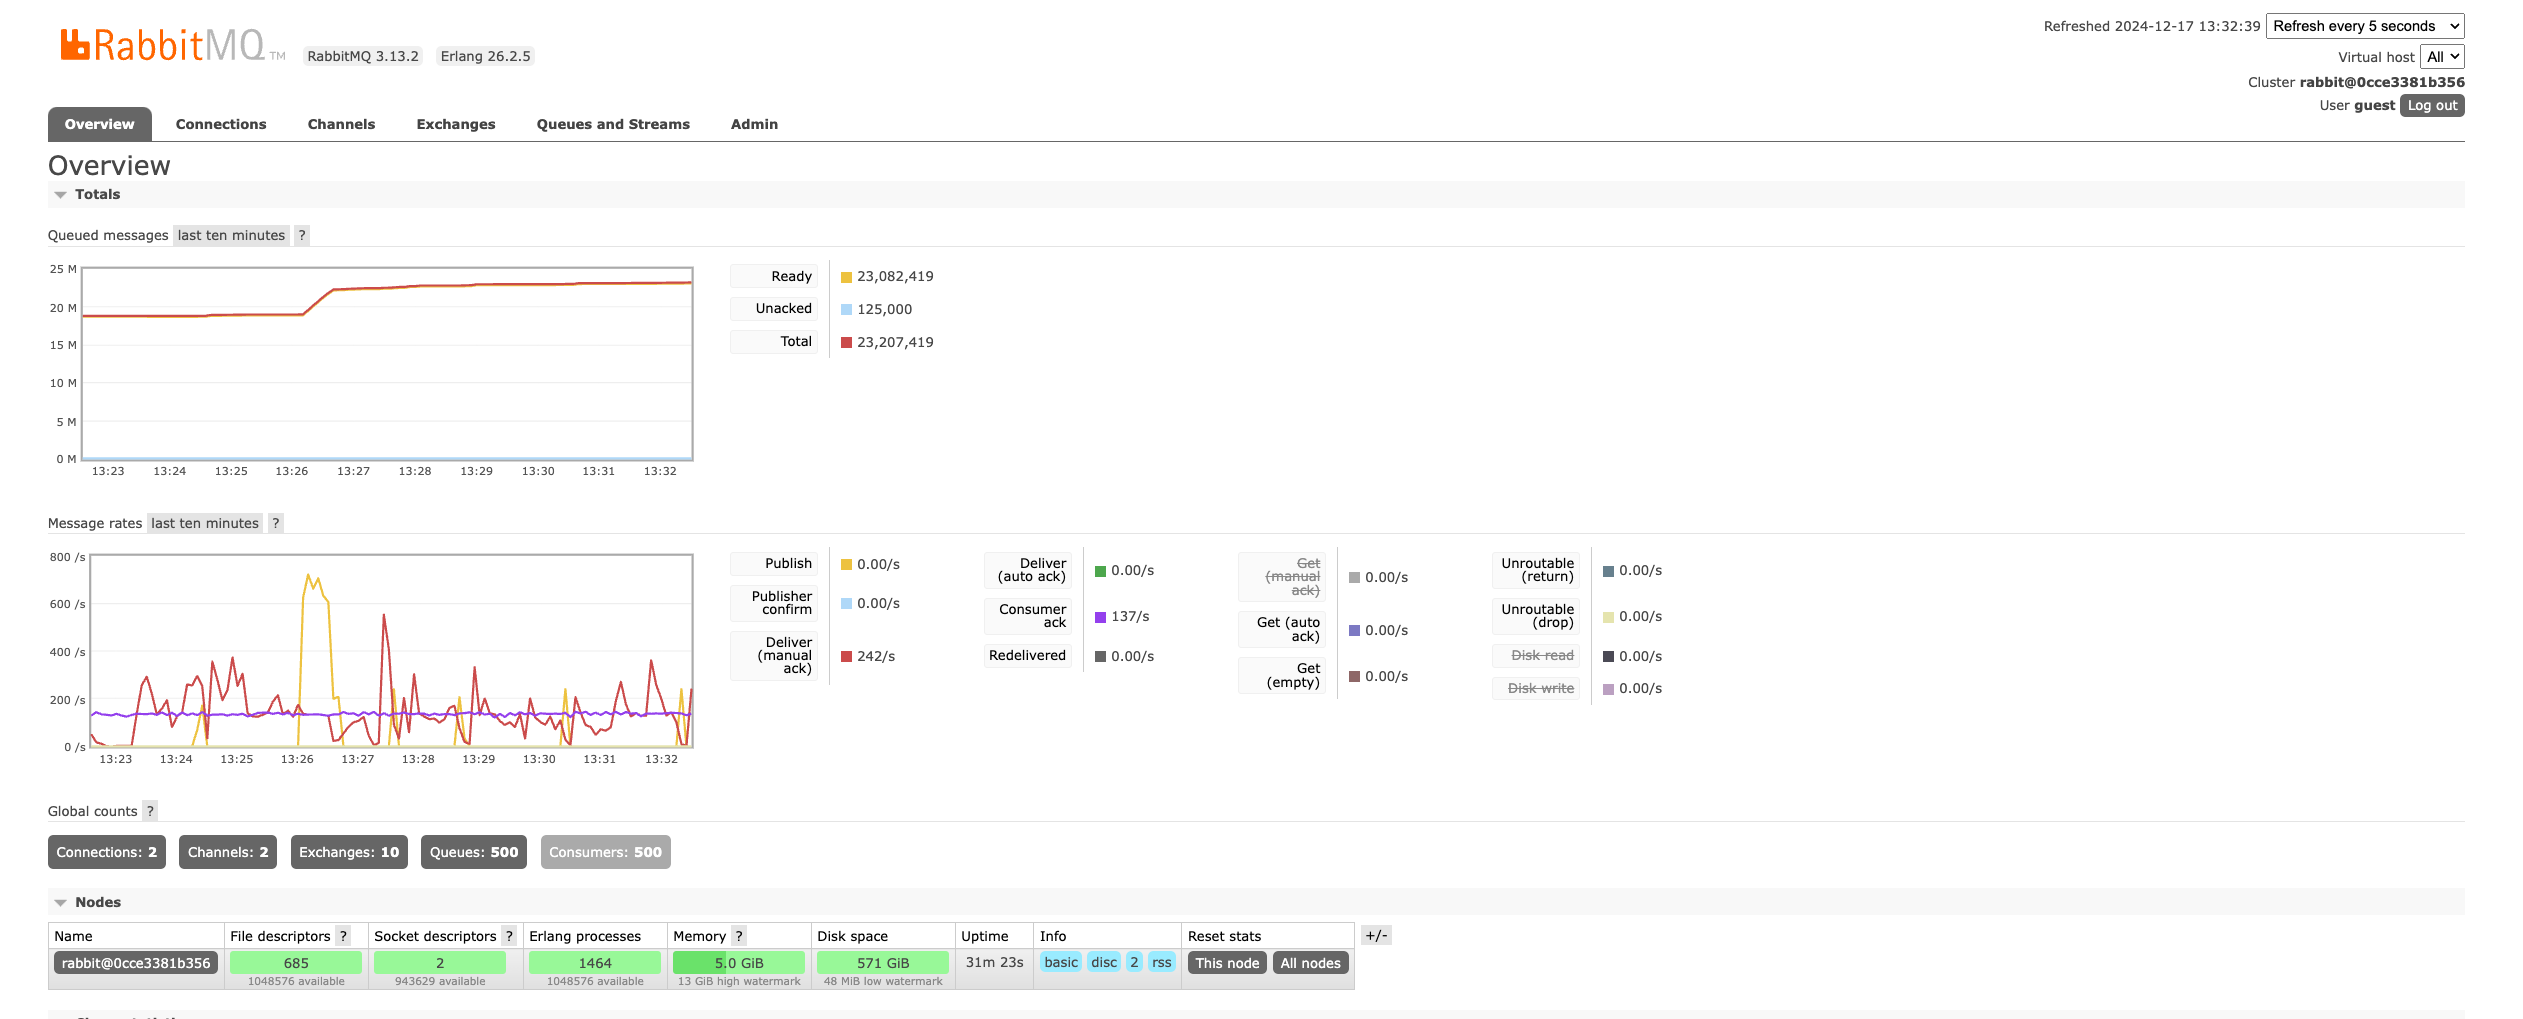 RabbitMQ TM
RabbitMQ 3.13.2 Erlang 26.2.5
Refreshed 2024-12-17 13:32:39 Refresh every 5 seconds
Virtual host All
Cluster rabbit@0cce3381b356
User guest Log out
Overview Connections Channels Exchanges Queues and Streams Admin
Overview
Totals
Queued messages last ten minutes ?
25 M
20 M
15 M
10 M
5 M
0 M
13:23 13:24 13:25 13:26 13:27 13:28 13:29 13:30 13:31 13:32
Ready 23,082,419
Unacked 125,000
Total 23,207,419
Message rates last ten minutes ?
800 /s
600 /s
400 /s
200 /s
0 /s
13:23 13:24 13:25 13:26 13:27 13:28 13:29 13:30 13:31 13:32
Publish 0.00/s
Publisher
confirm 0.00/s
Deliver
(manual
ack) 242/s
Deliver
(auto ack) 0.00/s
Consumer
ack 137/s
Redelivered 0.00/s
Get
(manual
ack) 0.00/s
Get (auto
ack) 0.00/s
Get
(empty) 0.00/s
Unroutable
(return) 0.00/s
Unroutable
(drop) 0.00/s
Disk read 0.00/s
Disk write 0.00/s
Global counts ?
Connections: 2 Channels: 2 Exchanges: 10 Queues: 500 Consumers: 500
Nodes
Name File descriptors ? Socket descriptors ? Erlang processes Memory ? Disk space Uptime Info Reset stats +/-
rabbit@0cce3381b356 685 2 1464 5.0 GiB 571 GiB 31m 23s basic disc 2 rss This node All nodes
1048576 available 943629 available 1048576 available 13 GiB high watermark 48 MiB low watermark